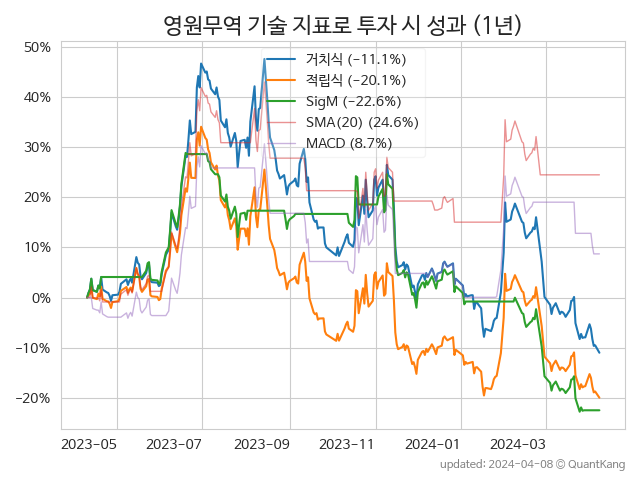 영원무역 기술 지표로 투자 시 성과 (1년)
50%
40%
30%
20%
10%
0%
−10%
−20%
거치식 (−11.1%)
적립식 (−20.1%)
SigM (−22.6%)
SMA(20) (24.6%)
MACD (8.7%)
2023-05 2023-07 2023-09 2023-11 2024-01 2024-03
updated: 2024-04-08 © QuantKang